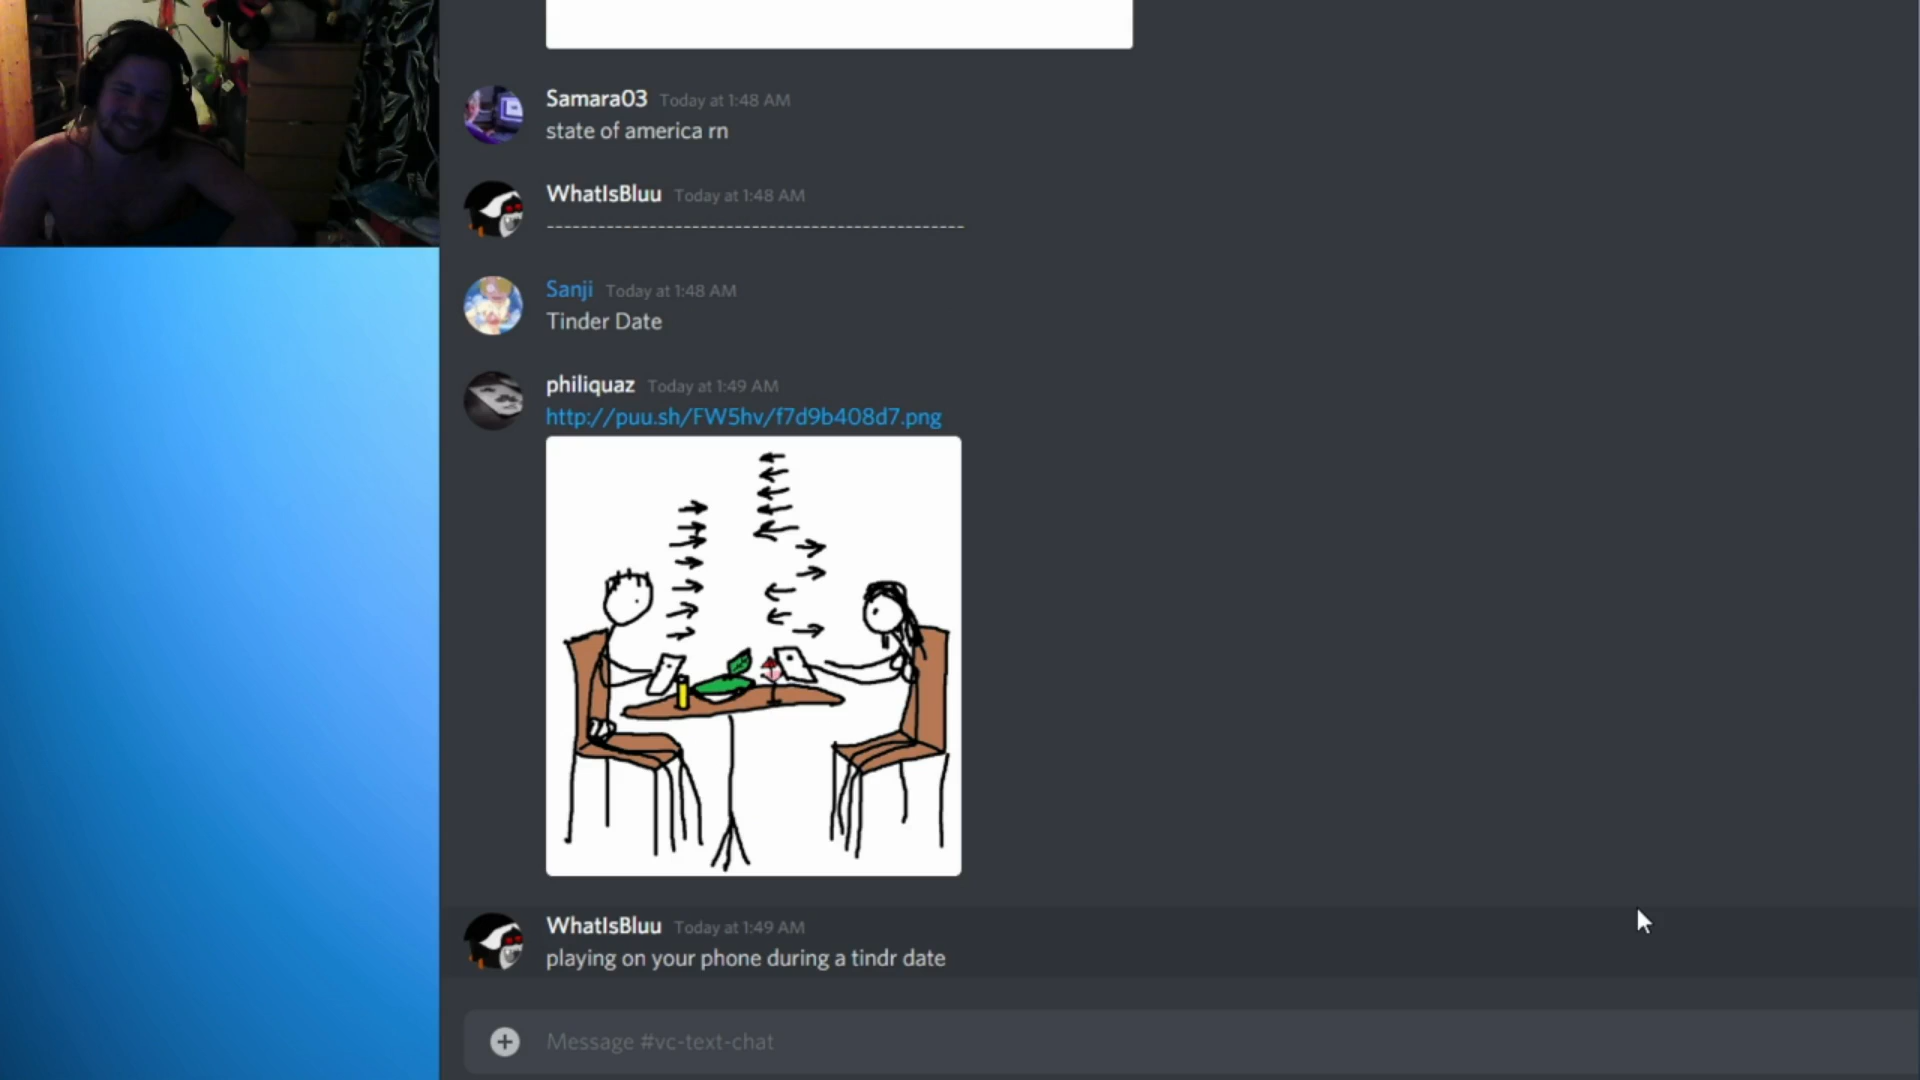 Samara03 Today at 1:48 AM
state of america rn
WhatIsBluu Today at 1:48 AM
--------------------------------------------------
Sanji Today at 1:48 AM
Tinder Date
philiquaz Today at 1:49 AM
http://puu.sh/FW5hv/f7d9b408d7.png
WhatIsBluu Today at 1:49 AM
playing on your phone during a tindr date
Message #vc-text-chat